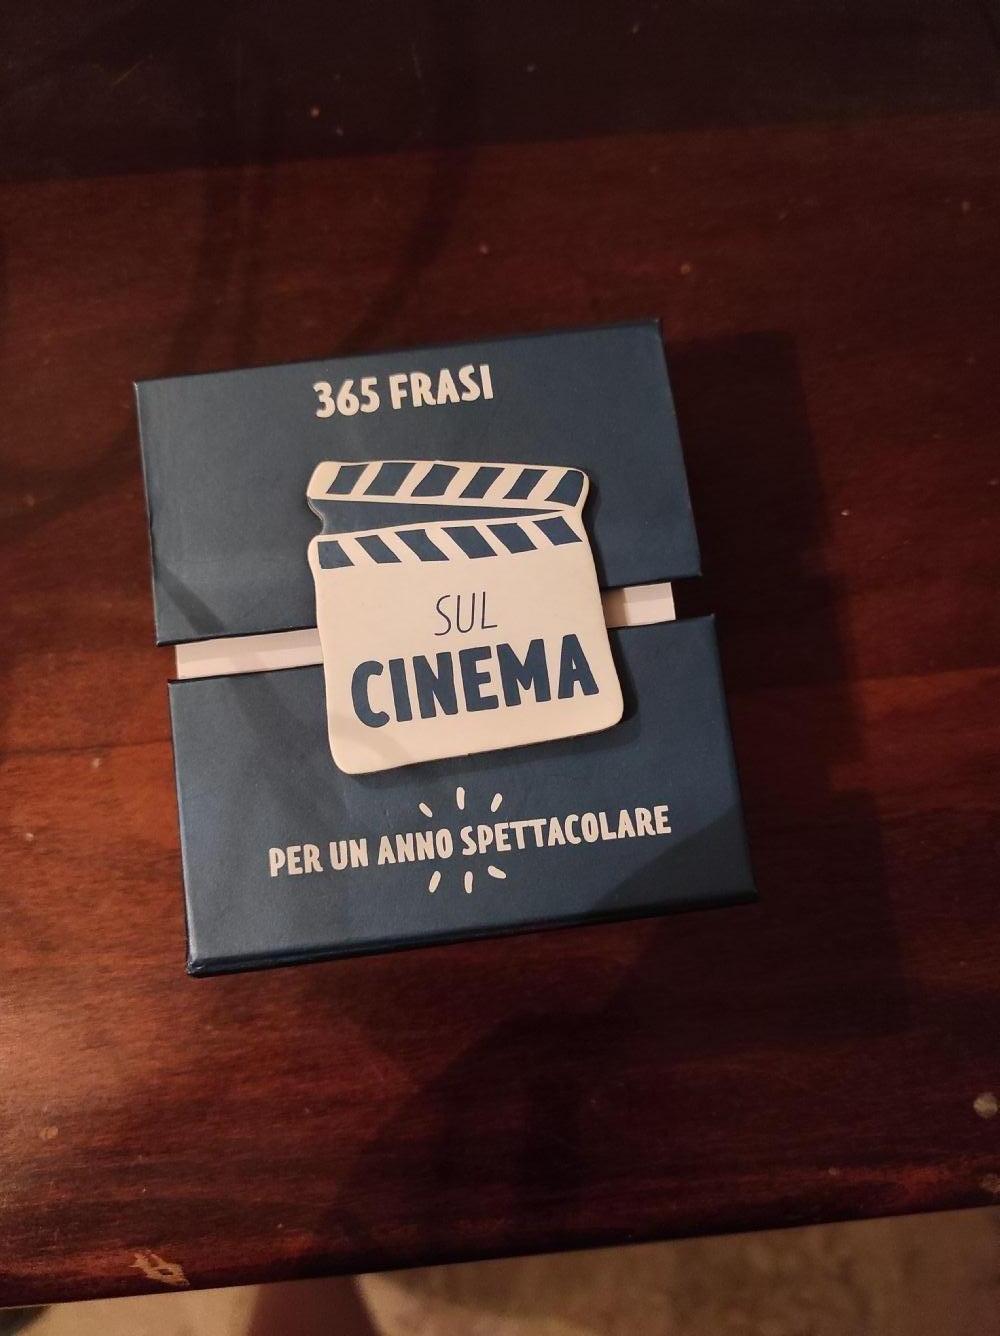 365 FRASI
SUL
CINEMA
PER UN ANNO SPETTACOLARE